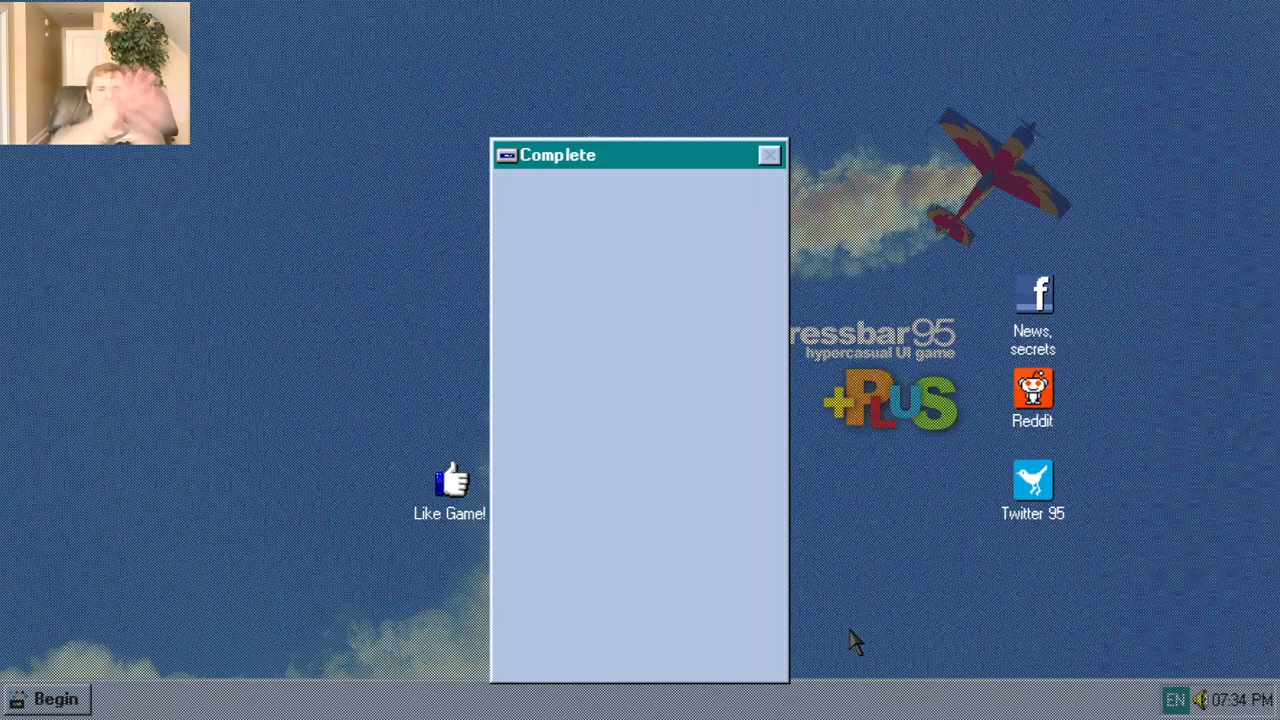 Complete
ressbar95
hypercasual UI game
+PLUS
f
News,
secrets
Reddit
Like Game!
Twitter 95
Begin
EN
07:34 PM